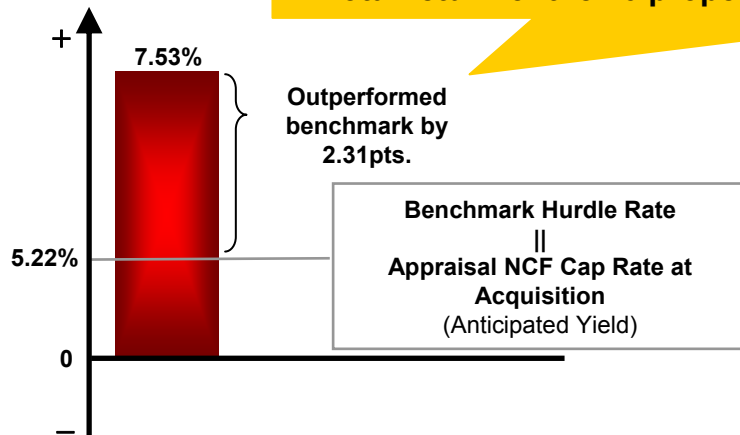 +
7.53%
Outperformed
benchmark by
2.31pts.
Benchmark Hurdle Rate
||
Appraisal NCF Cap Rate at
Acquisition
(Anticipated Yield)
5.22%
0
–